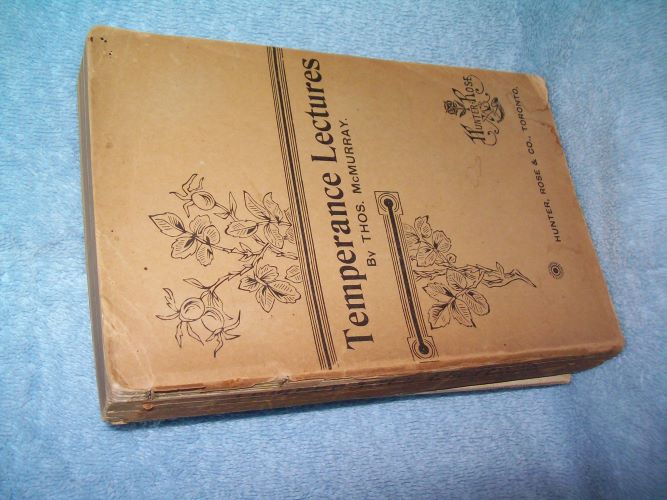 Temperance Lectures
By THOS. McMURRAY.
HUNTER ROSE
HUNTER, ROSE & CO., TORONTO.